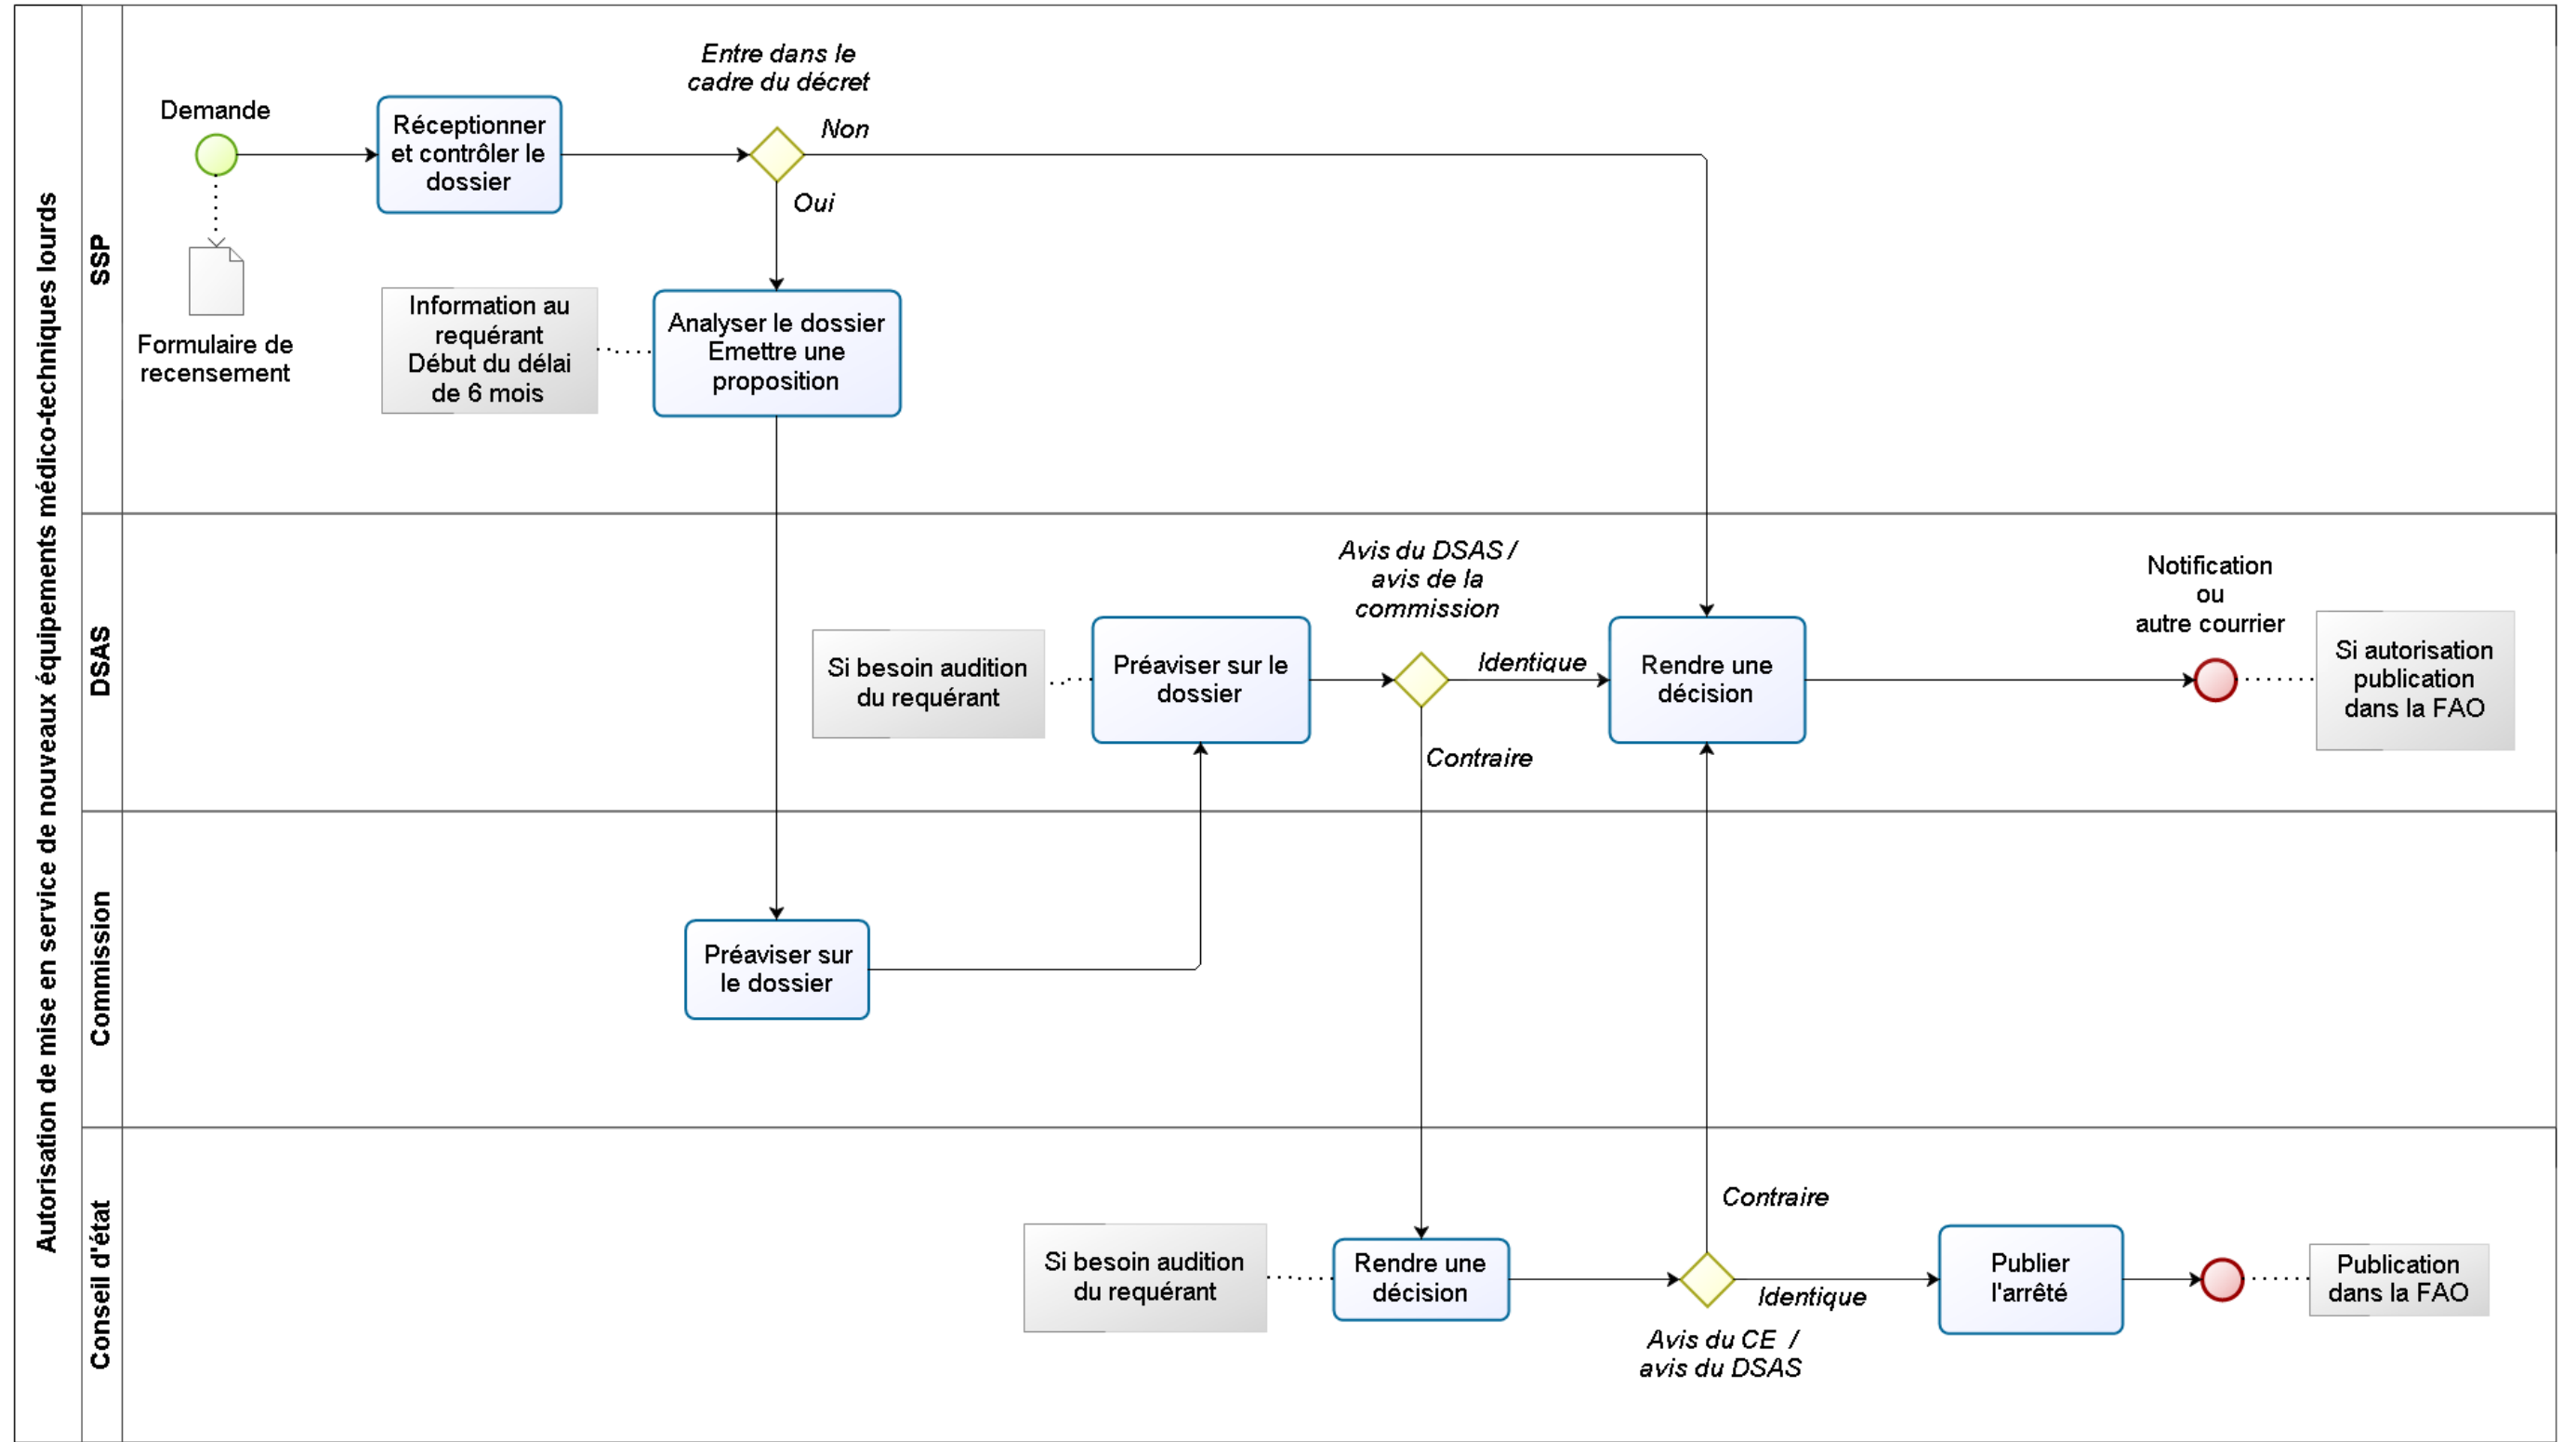 Autorisation de mise en service de nouveaux équipements médico-techniques lourds
SSP
Demande
Formulaire de
recensement
Réceptionner
et contrôler le
dossier
Entre dans le
cadre du décret
Non
Oui
Information au
requérant
Début du délai
de 6 mois
Analyser le dossier
Emettre une
proposition
DSAS
Si besoin audition
du requérant
Préaviser sur le
dossier
Avis du DSAS /
avis de la
commission
Identique
Contraire
Rendre une
décision
Notification
ou
autre courrier
Si autorisation
publication
dans la FAO
Commission
Préaviser sur
le dossier
Conseil d'état
Si besoin audition
du requérant
Rendre une
décision
Contraire
Identique
Avis du CE /
avis du DSAS
Publier
l'arrêté
Publication
dans la FAO